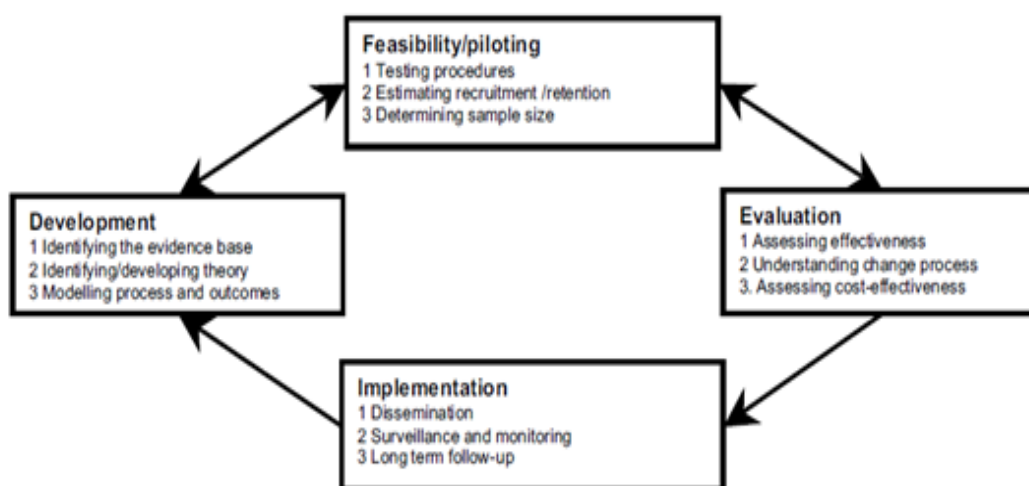 Feasibility/piloting
1 Testing procedures
2 Estimating recruitment /retention
3 Determining sample size
Development
1 Identifying the evidence base
2 Identifying/developing theory
3 Modelling process and outcomes
Evaluation
1 Assessing effectiveness
2 Understanding change process
3. Assessing cost-effectiveness
Implementation
1 Dissemination
2 Surveillance and monitoring
3 Long term follow-up